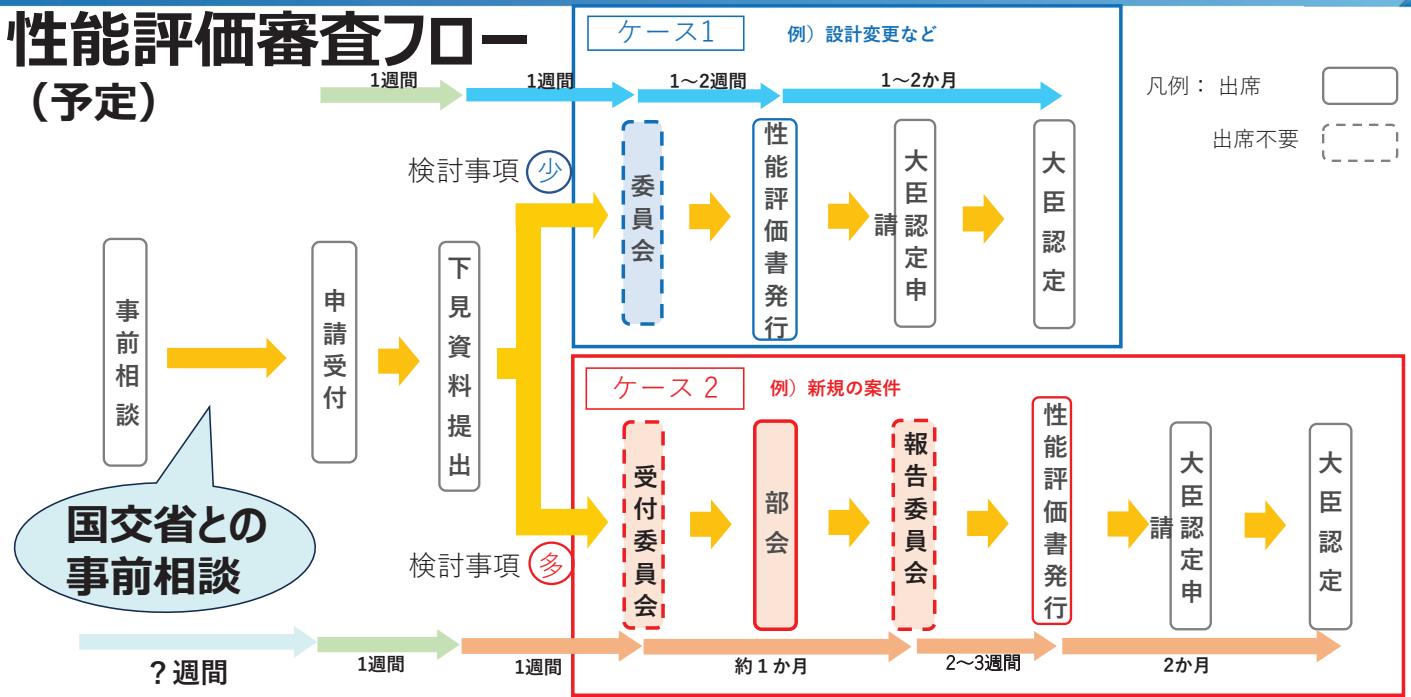 性能評価審査フロー
（予定）
ケース1
例）設計変更など
1週間
1週間
1～2週間
1～2か月
凡例： 出席
出席不要
検討事項 少
委員会
性能評価書発行
大臣認定申請
大臣認定
事前相談
申請受付
下見資料提出
ケース 2
例）新規の案件
受付委員会
部会
報告委員会
性能評価書発行
大臣認定申請
大臣認定
国交省との
事前相談
検討事項 多
？週間
1週間
1週間
約１か月
2～3週間
2か月